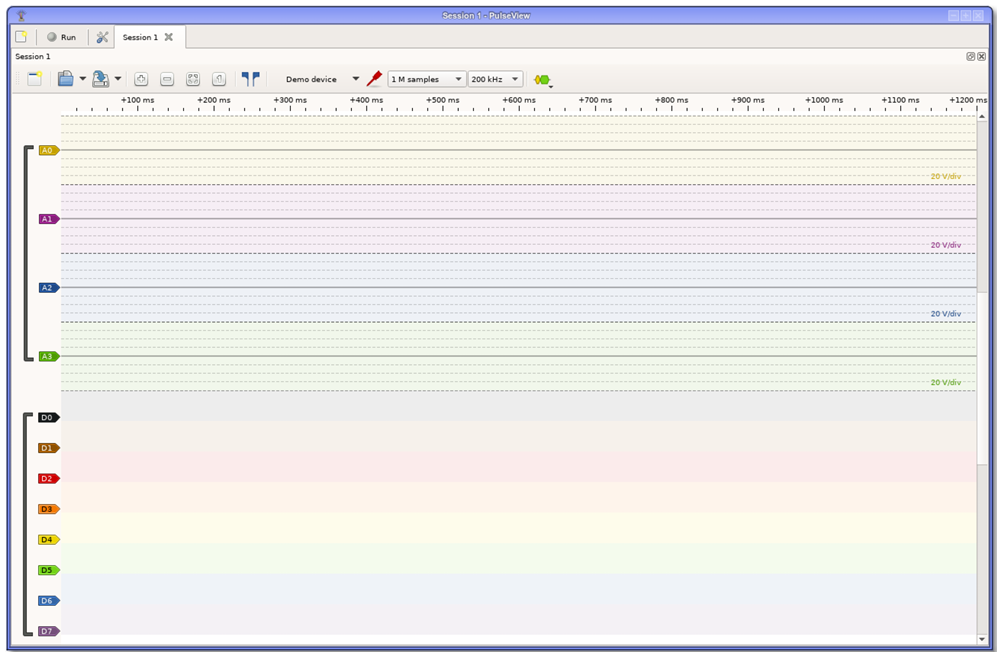 Session 1 - PulseView
Run Session 1
Session 1
Demo device 1 M samples 200 kHz
+100 ms +200 ms +300 ms +400 ms +500 ms +600 ms +700 ms +800 ms +900 ms +1000 ms +1100 ms +1200 ms
A0
20 V/div
A1
20 V/div
A2
20 V/div
A3
20 V/div
D0
D1
D2
D3
D4
D5
D6
D7